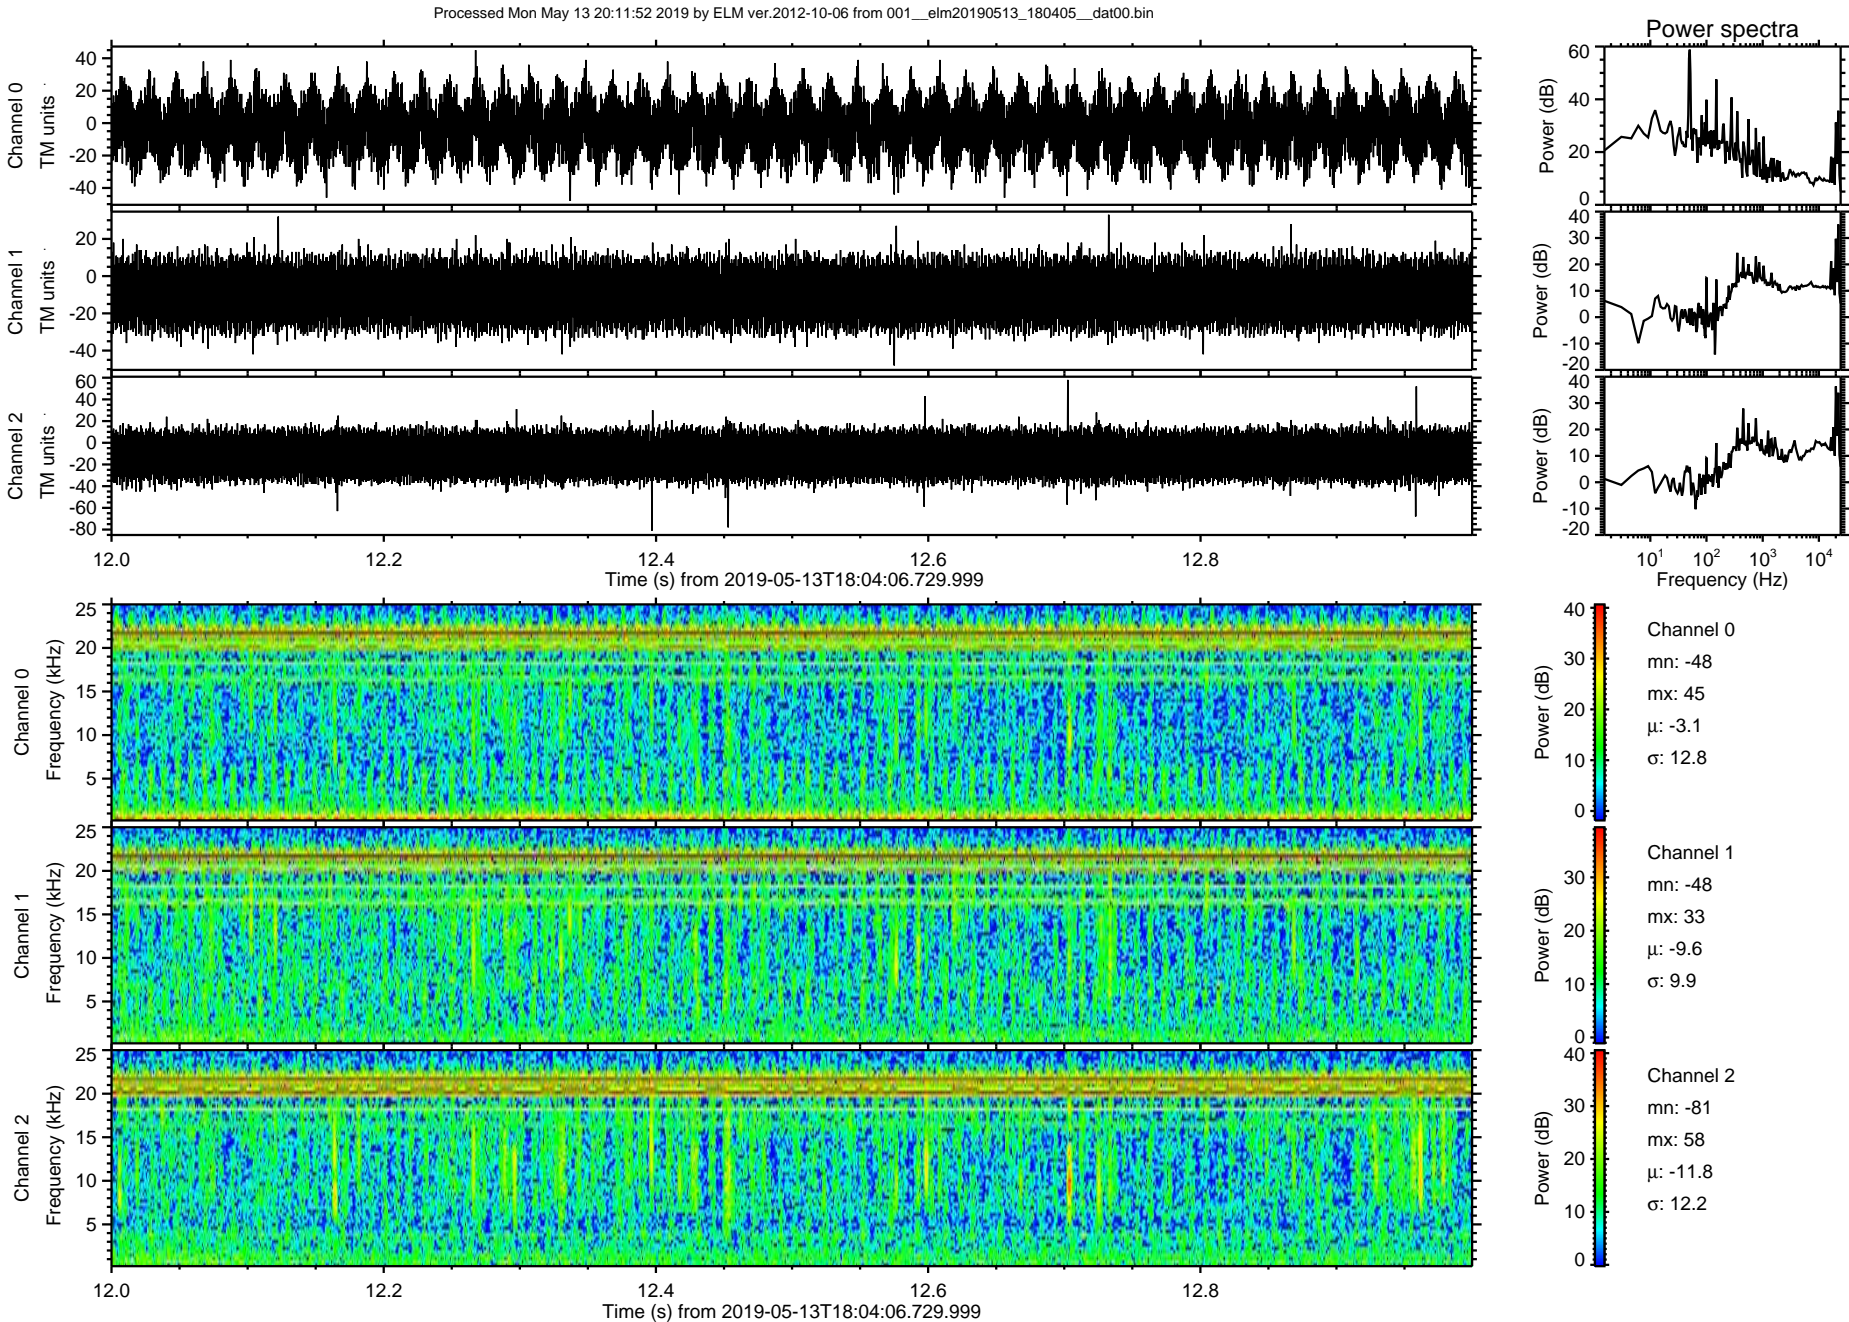 Processed Mon May 13 20:11:52 2019 by ELM ver.2012-10-06 from 001__elm20190513_180405__dat00.bin
Power spectra
Channel 0
TM units
40
20
0
-20
-40
Power (dB)
60
40
20
0
Channel 1
TM units
20
0
-20
-40
Power (dB)
40
30
20
10
0
-10
-20
Channel 2
TM units
60
40
20
0
-20
-40
-60
-80
Power (dB)
40
30
20
10
0
-10
-20
12.0 12.2 12.4 12.6 12.8
Time (s) from 2019-05-13T18:04:06.729.999
10¹ 10² 10³ 10⁴
Frequency (Hz)
Channel 0
Frequency (kHz)
25
20
15
10
5
Power (dB)
40
30
20
10
0
Channel 0
mn: -48
mx: 45
μ: -3.1
σ: 12.8
Channel 1
Frequency (kHz)
25
20
15
10
5
Power (dB)
30
20
10
0
Channel 1
mn: -48
mx: 33
μ: -9.6
σ: 9.9
Channel 2
Frequency (kHz)
25
20
15
10
5
Power (dB)
40
30
20
10
0
Channel 2
mn: -81
mx: 58
μ: -11.8
σ: 12.2
12.0 12.2 12.4 12.6 12.8
Time (s) from 2019-05-13T18:04:06.729.999